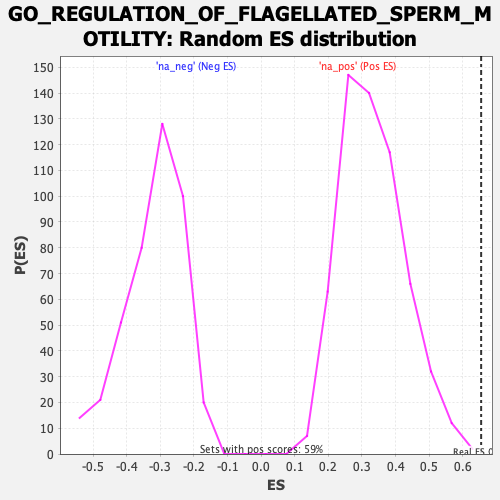 GO_REGULATION_OF_FLAGELLATED_SPERM_M
OTILITY: Random ES distribution
'na_neg' (Neg ES)
'na_pos' (Pos ES)
150
140
130
120
110
100
90
80
70
60
50
40
30
20
10
0
P(ES)
Sets with pos scores: 59%
Real ES 0
-0.5 -0.4 -0.3 -0.2 -0.1 0.0 0.1 0.2 0.3 0.4 0.5 0.6
ES